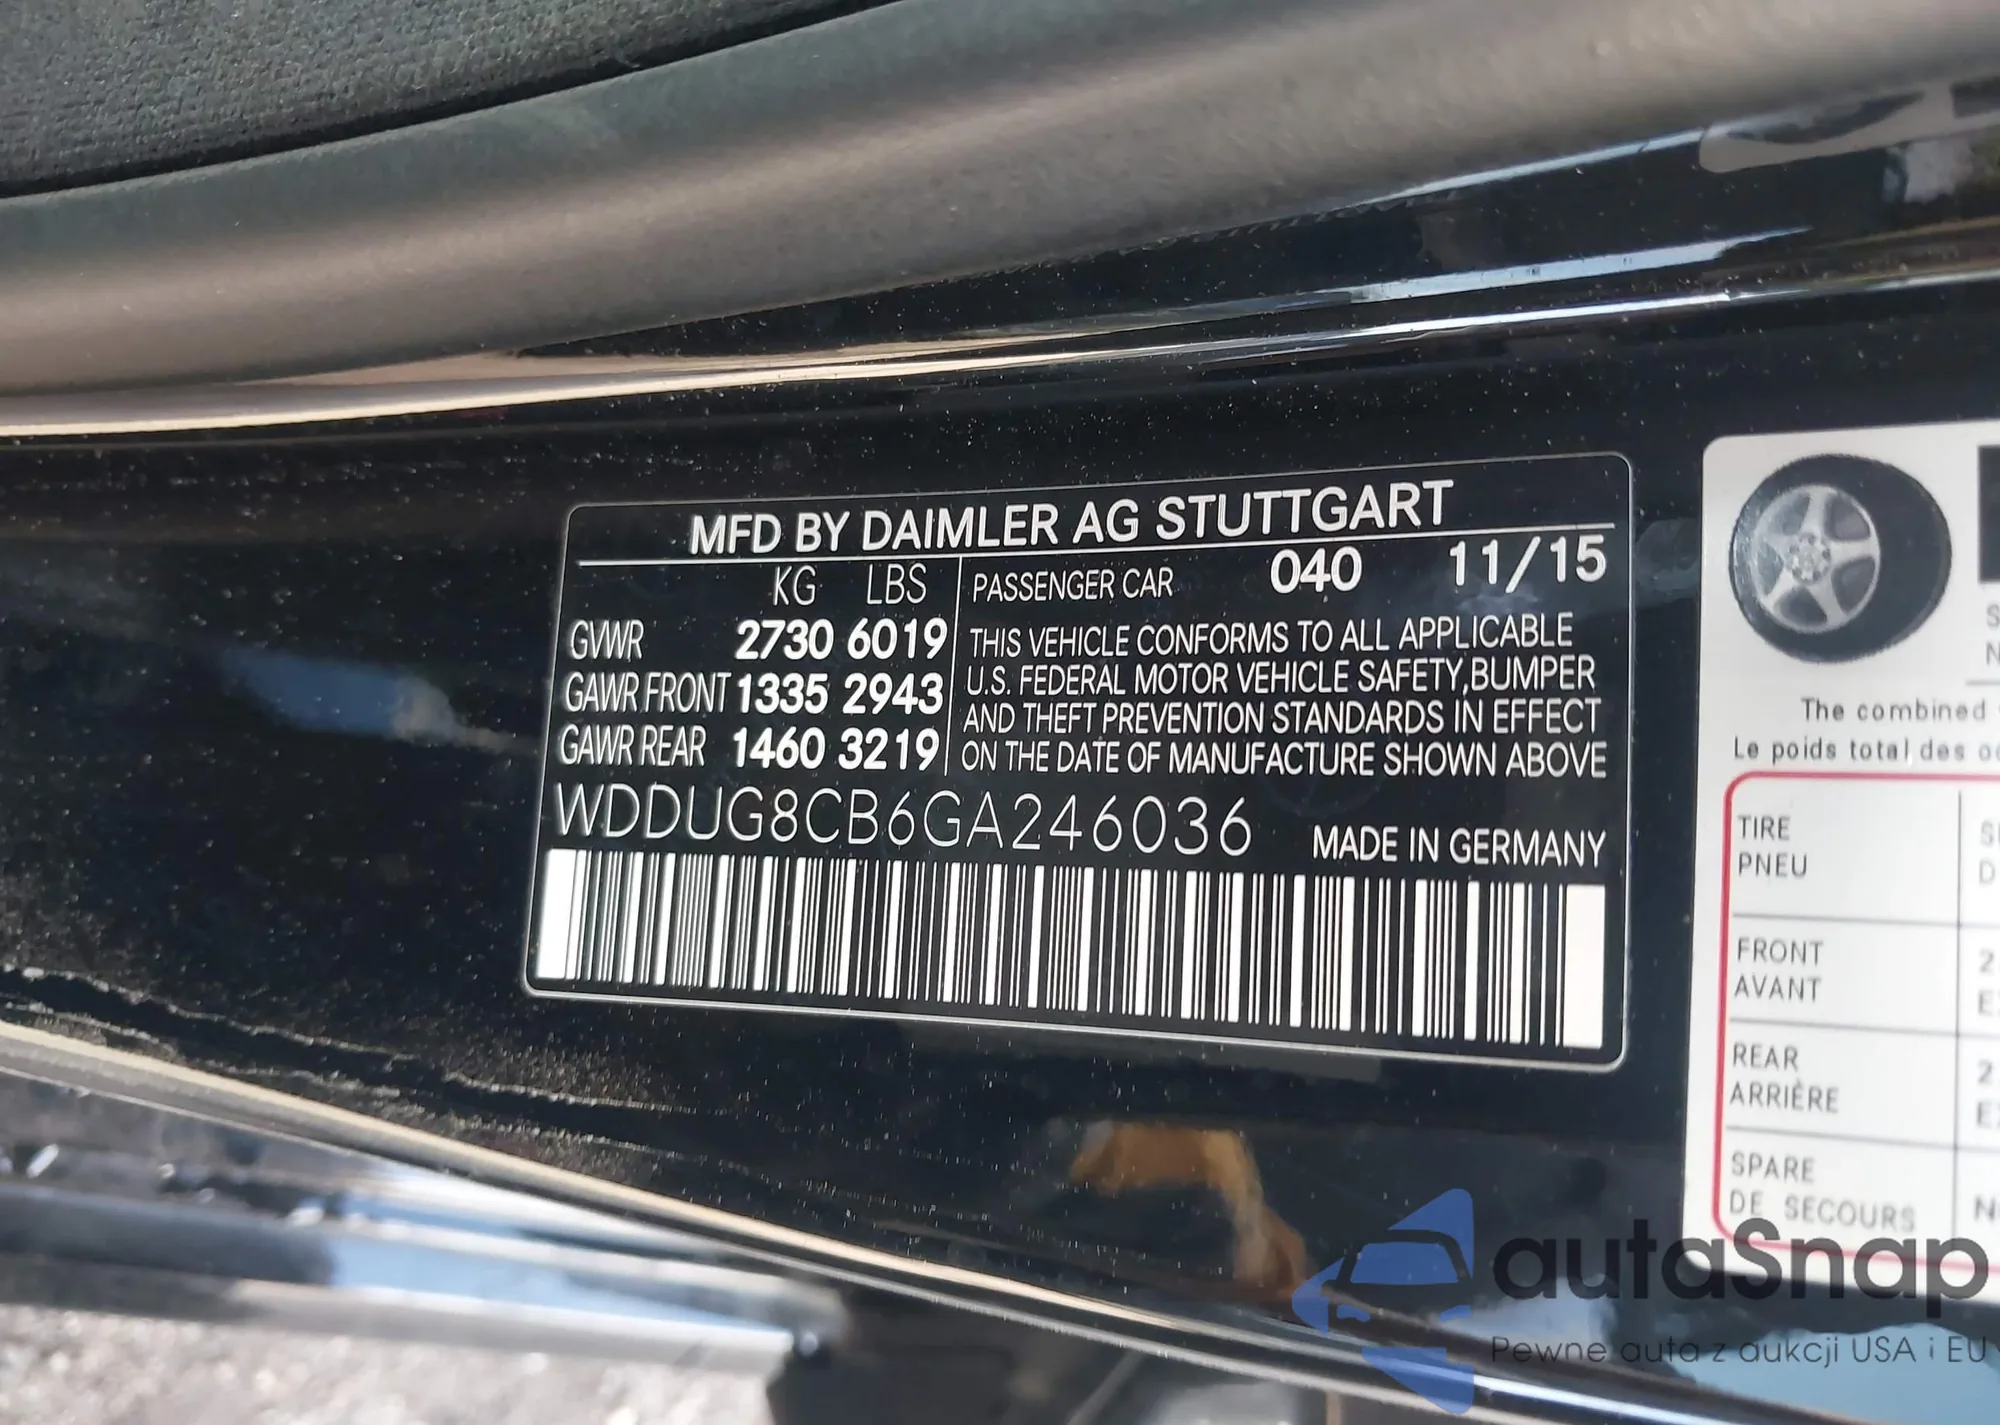 MFD BY DAIMLER AG STUTTGART
KG LBS
GVWR 2730 6019
GAWR FRONT 1335 2943
GAWR REAR 1460 3219
PASSENGER CAR 040 11/15
THIS VEHICLE CONFORMS TO ALL APPLICABLE
U.S. FEDERAL MOTOR VEHICLE SAFETY,BUMPER
AND THEFT PREVENTION STANDARDS IN EFFECT
ON THE DATE OF MANUFACTURE SHOWN ABOVE
WDDUG8CB6GA246036 MADE IN GERMANY
The combined
Le poids total des
TIRE
PNEU
FRONT
AVANT
REAR
ARRIÈRE
SPARE
DE SECOURS
autaSnap
Pewne auta z aukcji USA i EU